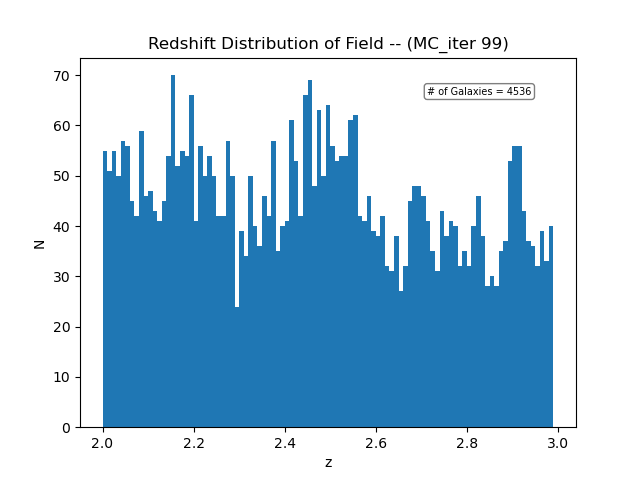 Redshift Distribution of Field -- (MC_iter 99)
# of Galaxies = 4536
70
60
50
40
30
20
10
0
N
2.0 2.2 2.4 2.6 2.8 3.0
z